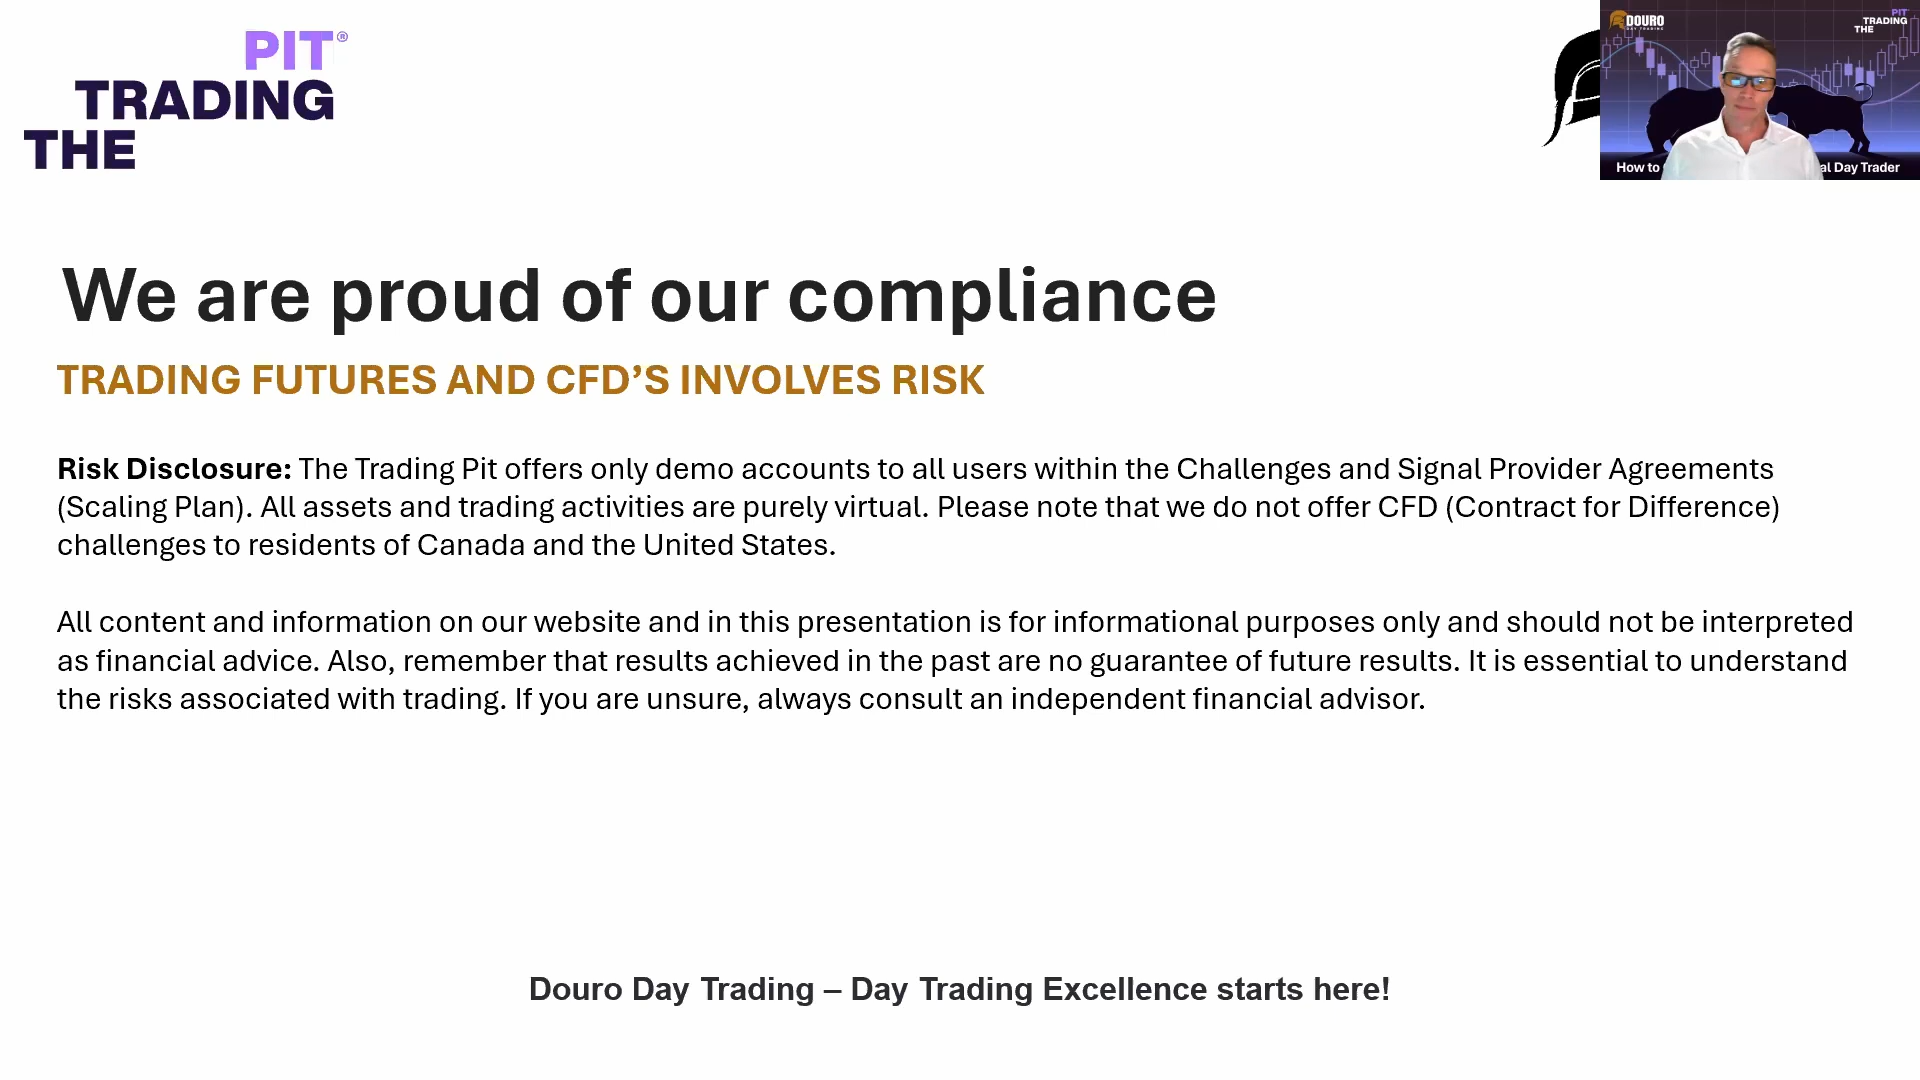 PIT®
TRADING
THE
DOURO
DAY TRADING
PIT
TRADING
THE
How to
al Day Trader
We are proud of our compliance
TRADING FUTURES AND CFD’S INVOLVES RISK
Risk Disclosure: The Trading Pit offers only demo accounts to all users within the Challenges and Signal Provider Agreements
(Scaling Plan). All assets and trading activities are purely virtual. Please note that we do not offer CFD (Contract for Difference)
challenges to residents of Canada and the United States.
All content and information on our website and in this presentation is for informational purposes only and should not be interpreted
as financial advice. Also, remember that results achieved in the past are no guarantee of future results. It is essential to understand
the risks associated with trading. If you are unsure, always consult an independent financial advisor.
Douro Day Trading – Day Trading Excellence starts here!